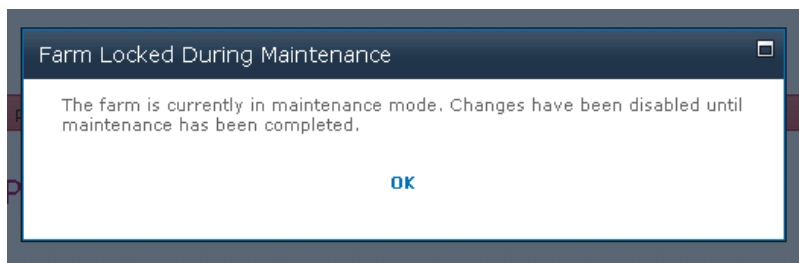 Farm Locked During Maintenance
The farm is currently in maintenance mode. Changes have been disabled until
maintenance has been completed.
OK